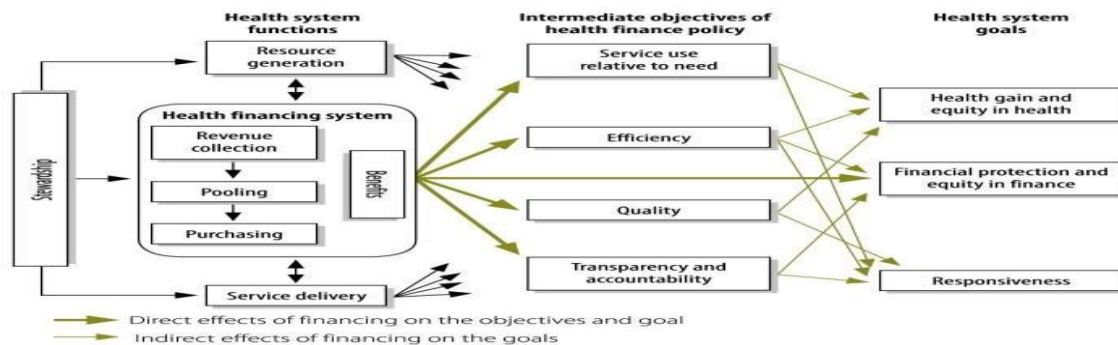 Health system
functions
Intermediate objectives of
health finance policy
Health system
goals
Resource
generation
Service use
relative to need
Stewardship
Health financing system
Revenue
collection
Pooling
Purchasing
Benefits
Efficiency
Quality
Transparency and
accountability
Health gain and
equity in health
Financial protection and
equity in finance
Responsiveness
Service delivery
Direct effects of financing on the objectives and goal
Indirect effects of financing on the goals